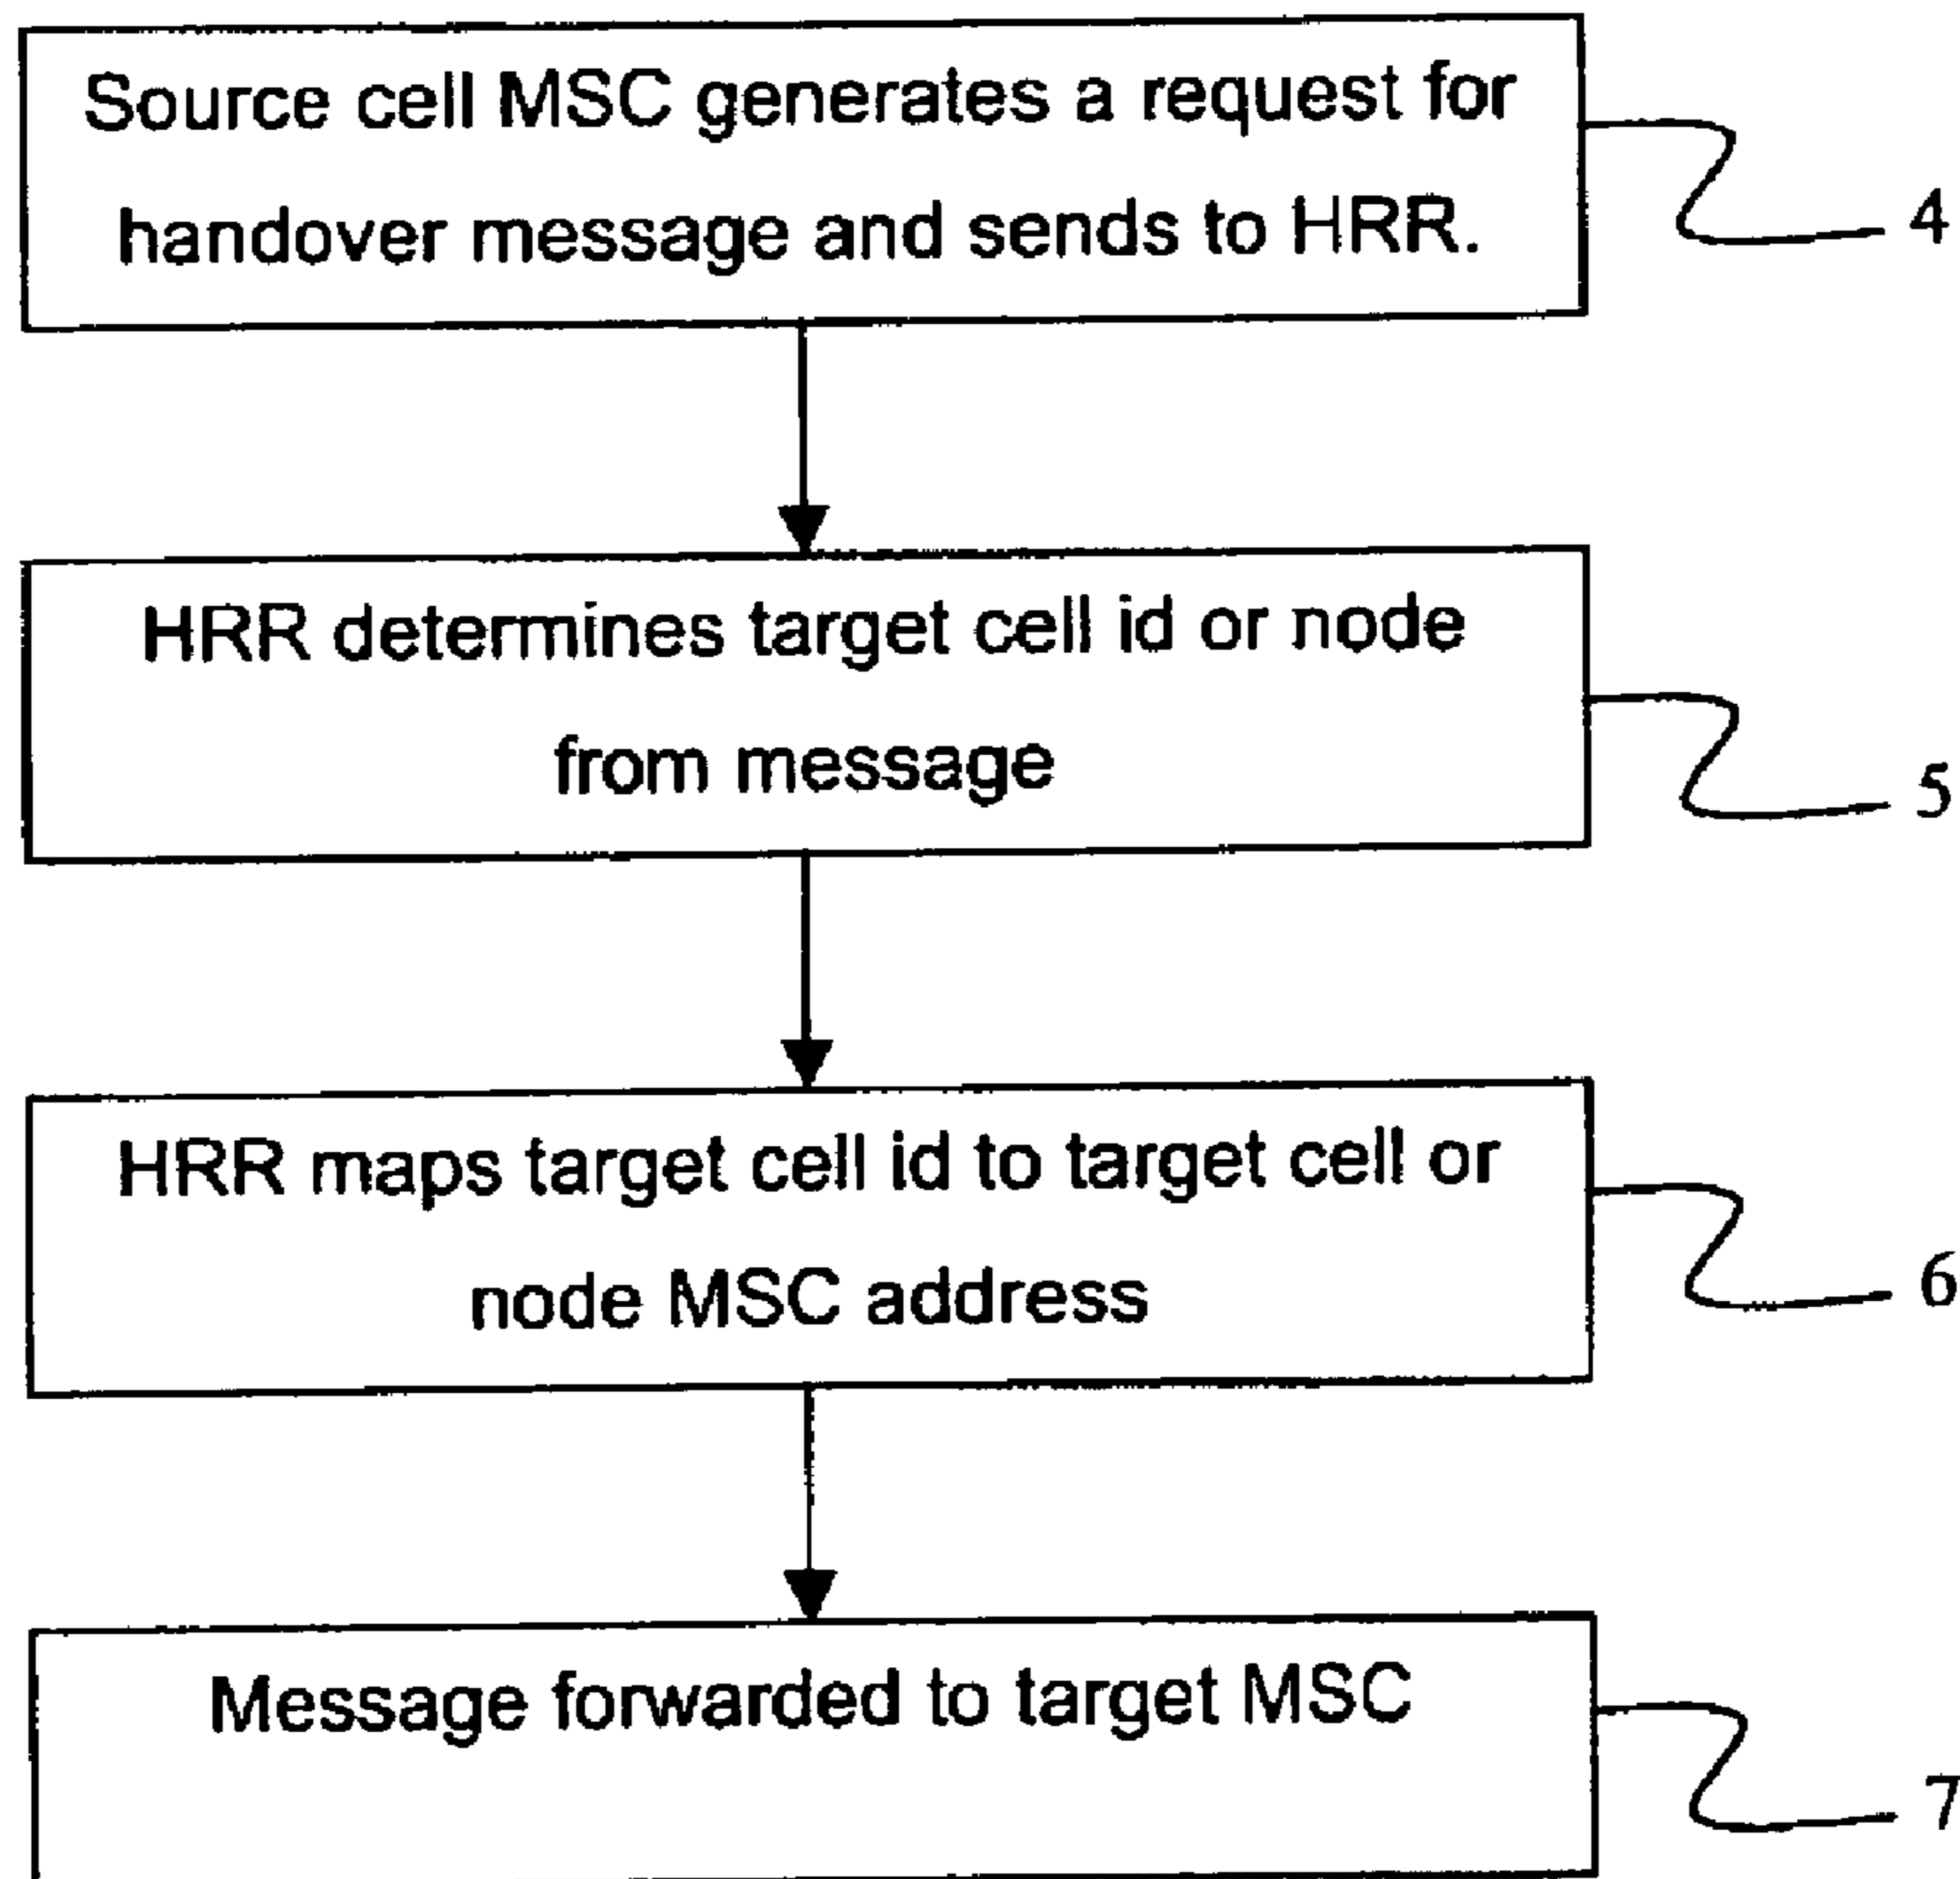 Source cell MSC generates a request for
handover message and sends to HRR.
4
HRR determines target cell id or node
from message
5
HRR maps target cell id to target cell or
node MSC address
6
Message forwarded to target MSC
7